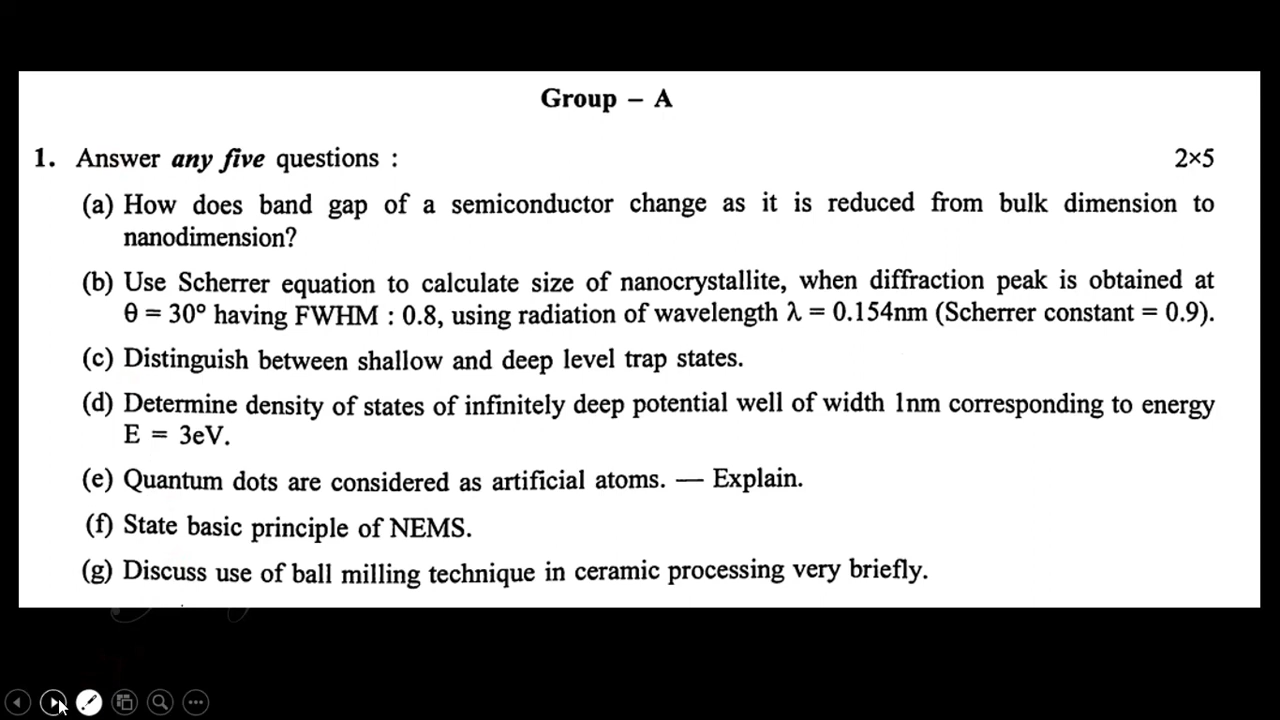 Group – A
1. Answer any five questions : 2×5
(a) How does band gap of a semiconductor change as it is reduced from bulk dimension to
nanodimension?
(b) Use Scherrer equation to calculate size of nanocrystallite, when diffraction peak is obtained at
θ = 30° having FWHM : 0.8, using radiation of wavelength λ = 0.154nm (Scherrer constant = 0.9).
(c) Distinguish between shallow and deep level trap states.
(d) Determine density of states of infinitely deep potential well of width 1nm corresponding to energy
E = 3eV.
(e) Quantum dots are considered as artificial atoms. — Explain.
(f) State basic principle of NEMS.
(g) Discuss use of ball milling technique in ceramic processing very briefly.